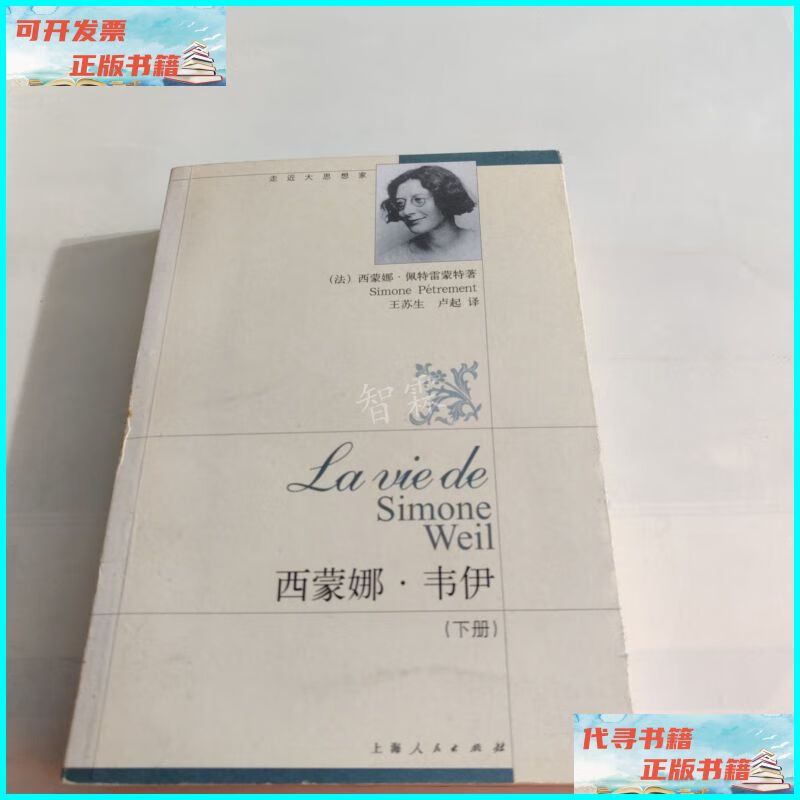 可开发票
正版书籍
走近大思想家
(法) 西蒙娜·佩特雷蒙特著
Simone Pétrement
王苏生 卢起 译
智霖
La vie de
Simone
Weil
西蒙娜·韦伊
(下册)
上海人民出版社
代寻书籍
正版书籍